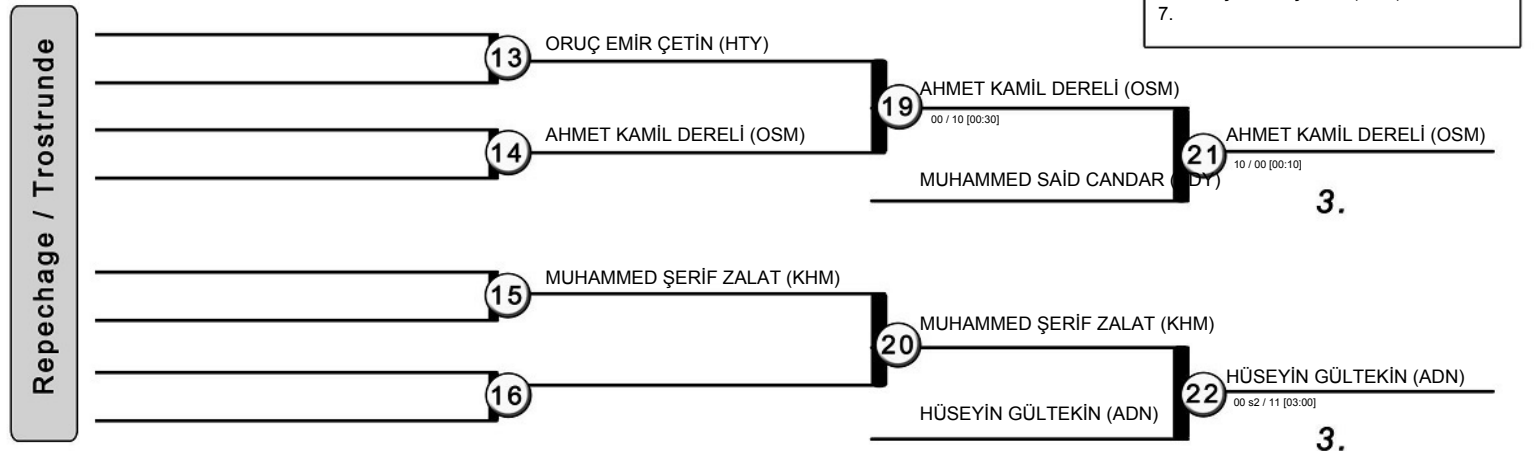 7.
Repechage / Trostrunde
13
ORUÇ EMİR ÇETİN (HTY)
14
AHMET KAMİL DERELİ (OSM)
19
AHMET KAMİL DERELİ (OSM)
00 / 10 [00:30]
MUHAMMED SAİD CANDAR
21
AHMET KAMİL DERELİ (OSM)
10 / 00 [00:10]
3.
15
MUHAMMED ŞERİF ZALAT (KHM)
16
20
MUHAMMED ŞERİF ZALAT (KHM)
HÜSEYİN GÜLTEKİN (ADN)
22
HÜSEYİN GÜLTEKİN (ADN)
00 s2 / 11 [03:00]
3.